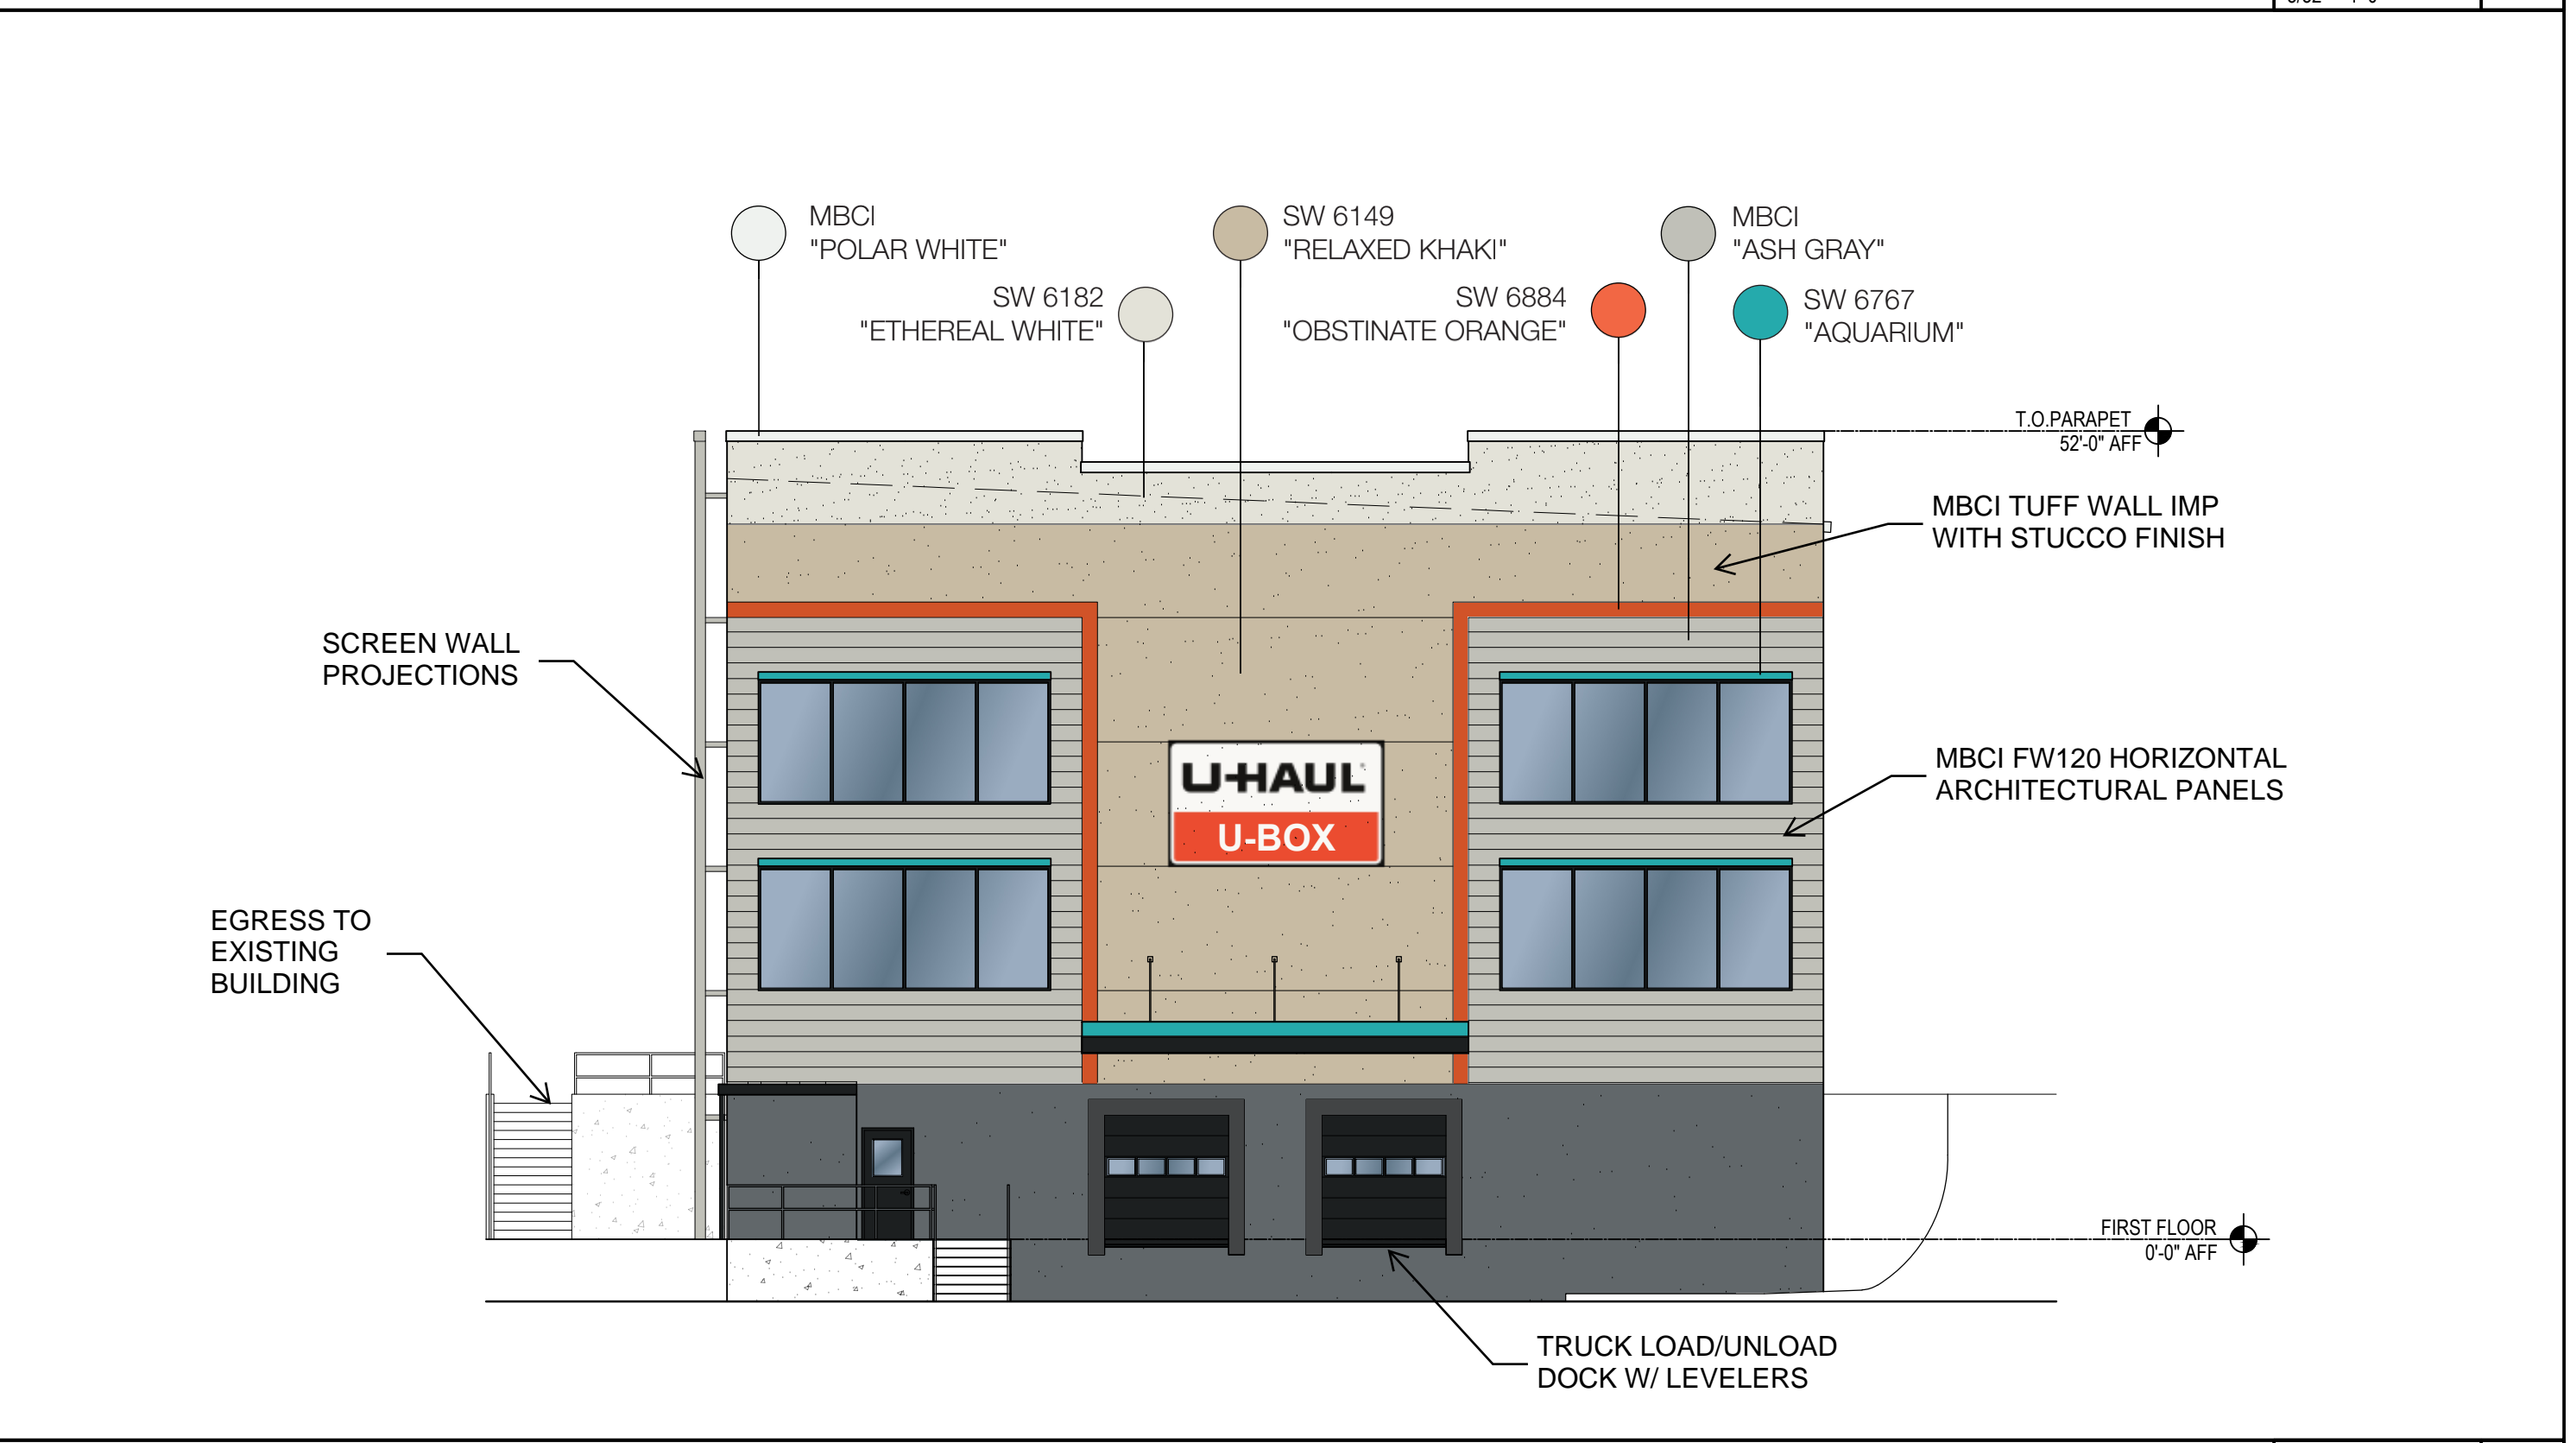 MBCI
"POLAR WHITE"
SW 6149
"RELAXED KHAKI"
MBCI
"ASH GRAY"
SW 6182
"ETHEREAL WHITE"
SW 6884
"OBSTINATE ORANGE"
SW 6767
"AQUARIUM"
T.O.PARAPET
52'-0" AFF
MBCI TUFF WALL IMP
WITH STUCCO FINISH
SCREEN WALL
PROJECTIONS
U-HAUL®
U-BOX
MBCI FW120 HORIZONTAL
ARCHITECTURAL PANELS
EGRESS TO
EXISTING
BUILDING
FIRST FLOOR
0'-0" AFF
TRUCK LOAD/UNLOAD
DOCK W/ LEVELERS